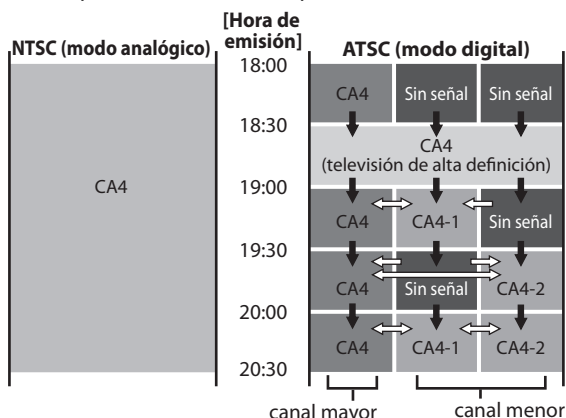 [Hora de
emisión]
NTSC (modo analógico)
ATSC (modo digital)
18:00
CA4
Sin señal
Sin señal
18:30
CA4
(televisión de alta definición)
CA4
19:00
CA4
CA4-1
Sin señal
19:30
CA4
Sin señal
CA4-2
20:00
CA4
CA4-1
CA4-2
20:30
canal mayor
canal menor